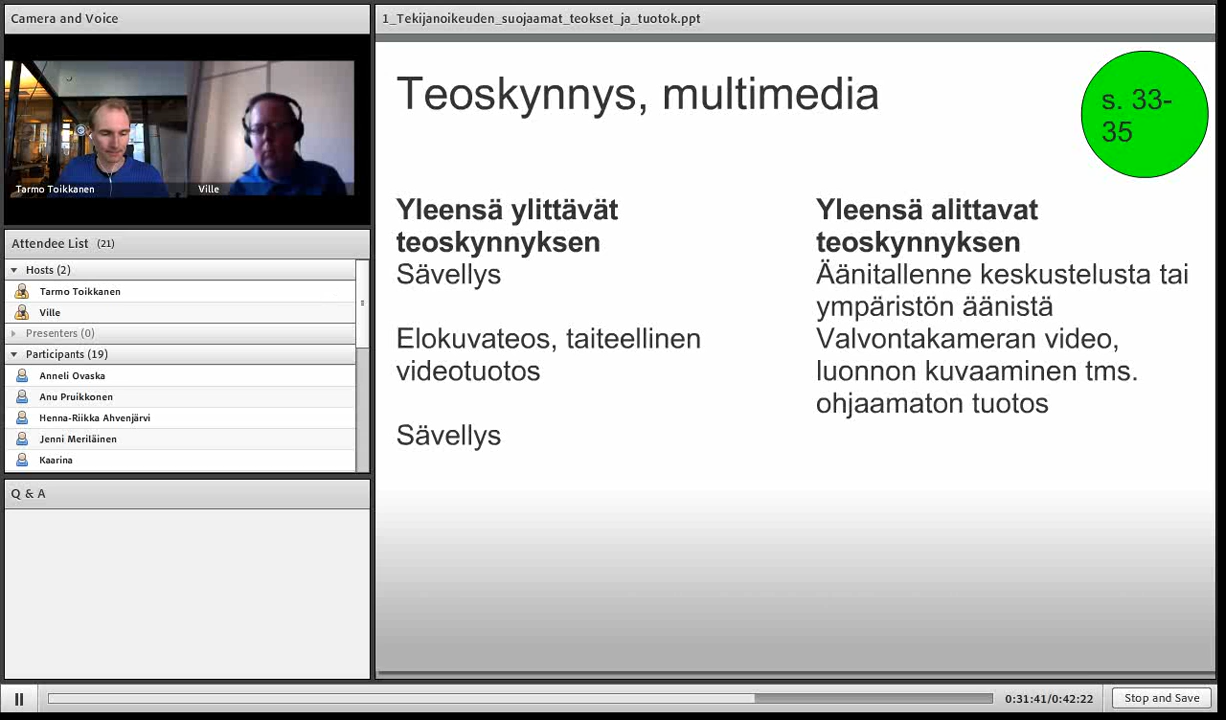 Camera and Voice
Tarmo Toikkanen
Ville
Attendee List (21)
Hosts (2)
Tarmo Toikkanen
Ville
Presenters (0)
Participants (19)
Anneli Ovaska
Anu Pruikkonen
Henna-Riikka Ahvenjärvi
Jenni Meriläinen
Kaarina
Q & A
1_Tekijanoikeuden_suojaamat_teokset_ja_tuotok.ppt
Teoskynnys, multimedia
s. 33-
35
Yleensä ylittävät
teoskynnyksen
Sävellys
Elokuvateos, taiteellinen
videotuotos
Sävellys
Yleensä alittavat
teoskynnyksen
Äänitallenne keskustelusta tai
ympäristön äänistä
Valvontakameran video,
luonnon kuvaaminen tms.
ohjaamaton tuotos
0:31:41/0:42:22
Stop and Save